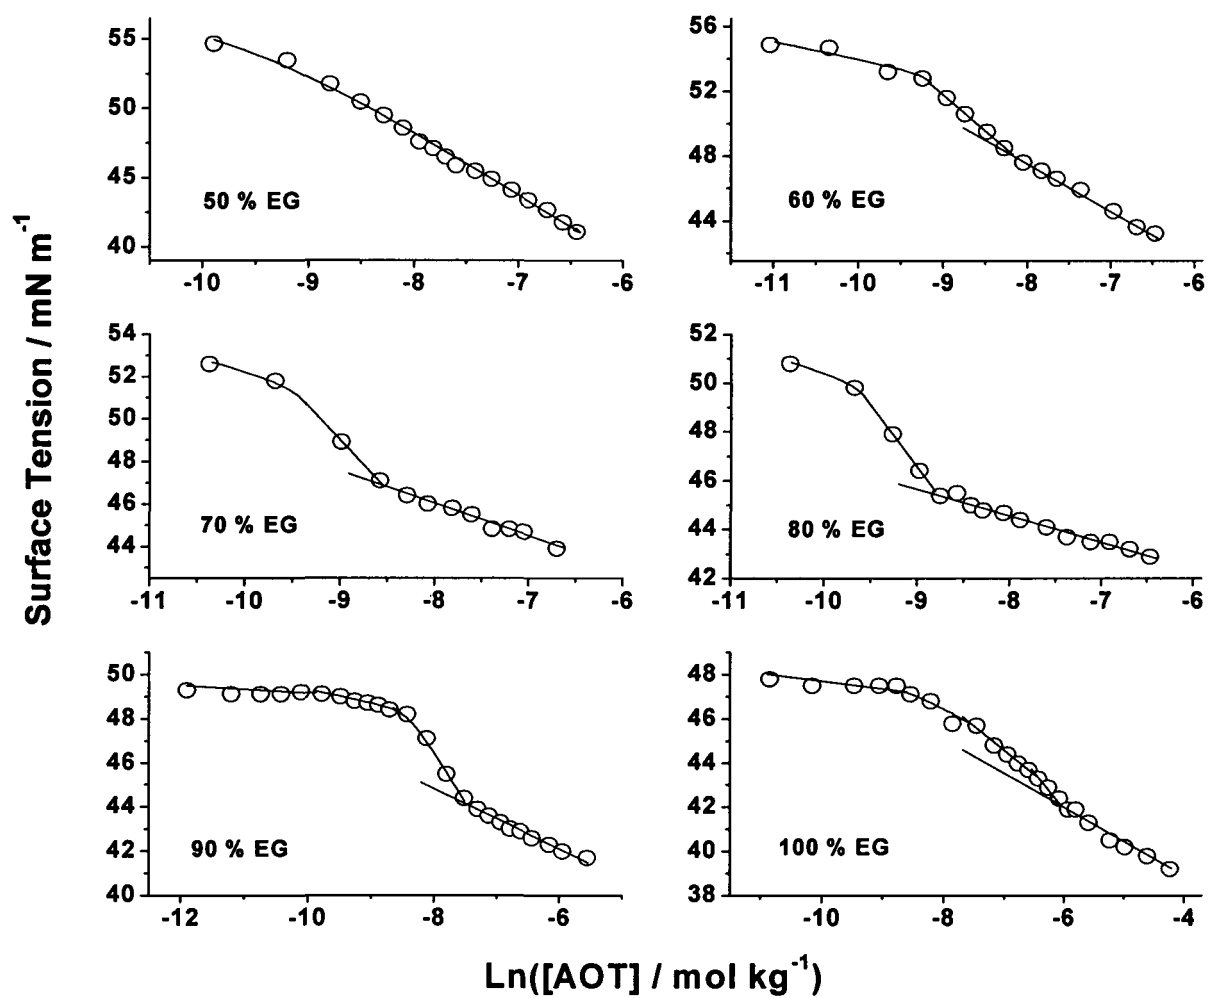 Surface Tension / mN m⁻¹
55
50
45
40
50 % EG
-10 -9 -8 -7 -6
56
52
48
44
60 % EG
-11 -10 -9 -8 -7 -6
54
52
50
48
46
44
70 % EG
-11 -10 -9 -8 -7 -6
52
50
48
46
44
42
80 % EG
-11 -10 -9 -8 -7 -6
50
48
46
44
42
40
90 % EG
-12 -10 -8 -6
48
46
44
42
40
38
100 % EG
-10 -8 -6 -4
Ln([AOT] / mol kg⁻¹)